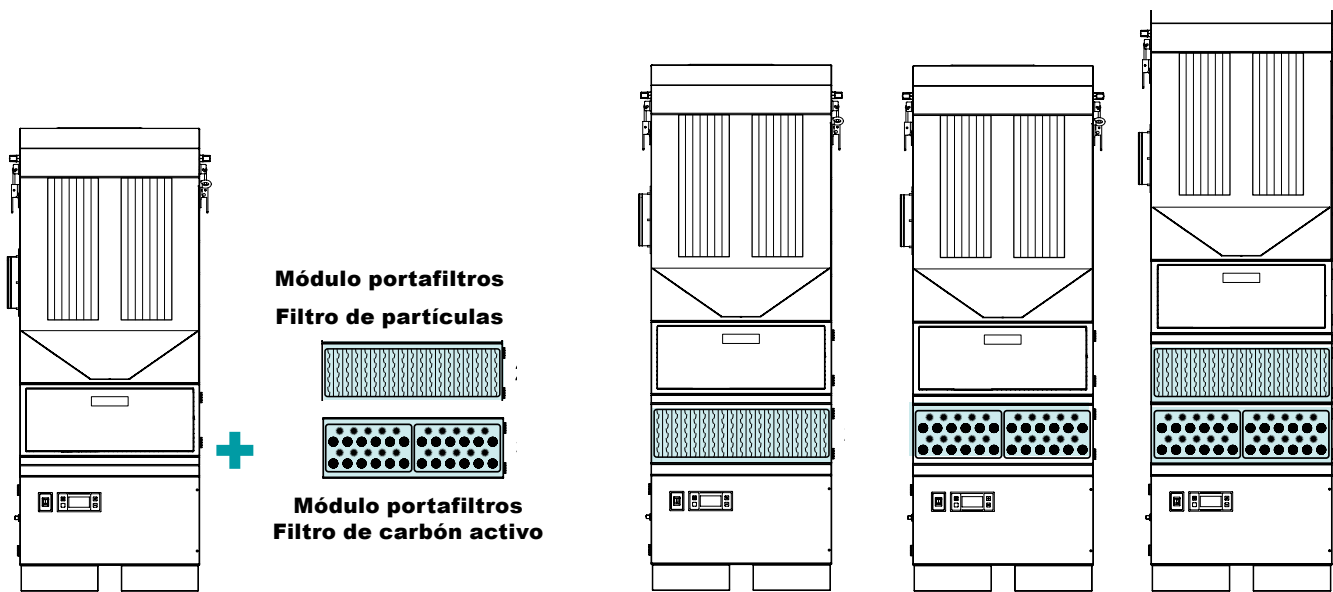 Módulo portafiltros
Filtro de partículas
Módulo portafiltros
Filtro de carbón activo